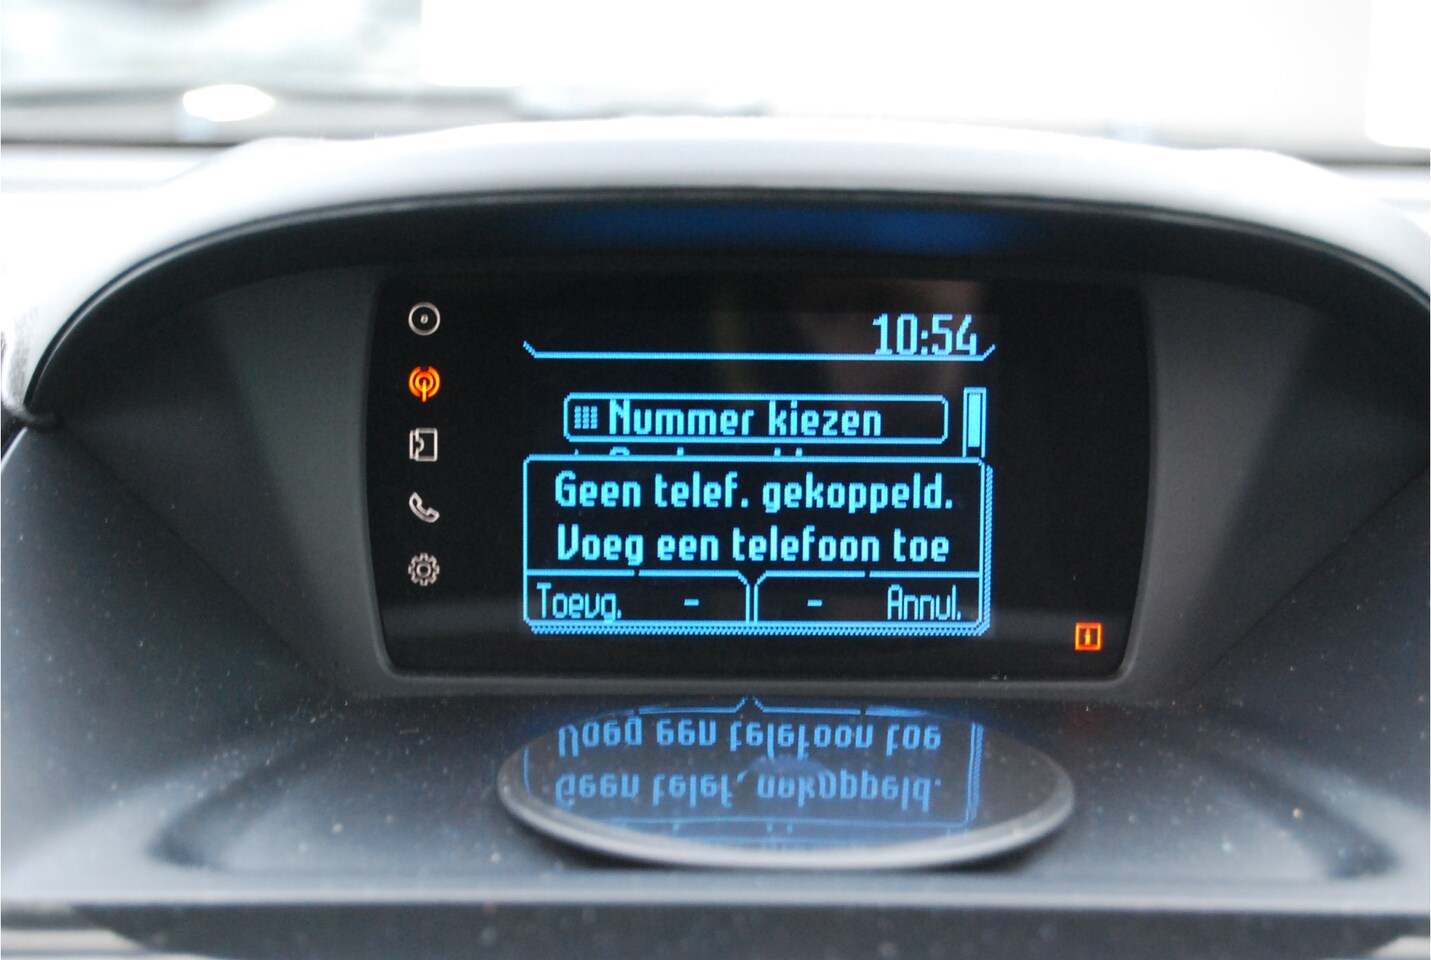 10:54
Nummer kiezen
Geen telef. gekoppeld.
Voeg een telefoon toe
Toevg. - - Annul.